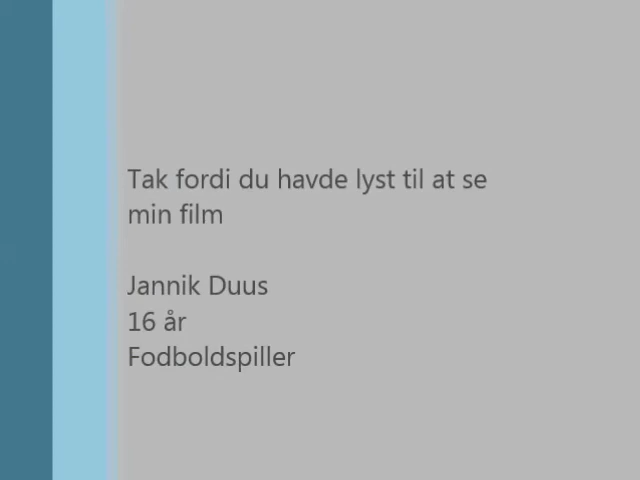 Tak fordi du havde lyst til at se
min film
Jannik Duus
16 år
Fodboldspiller